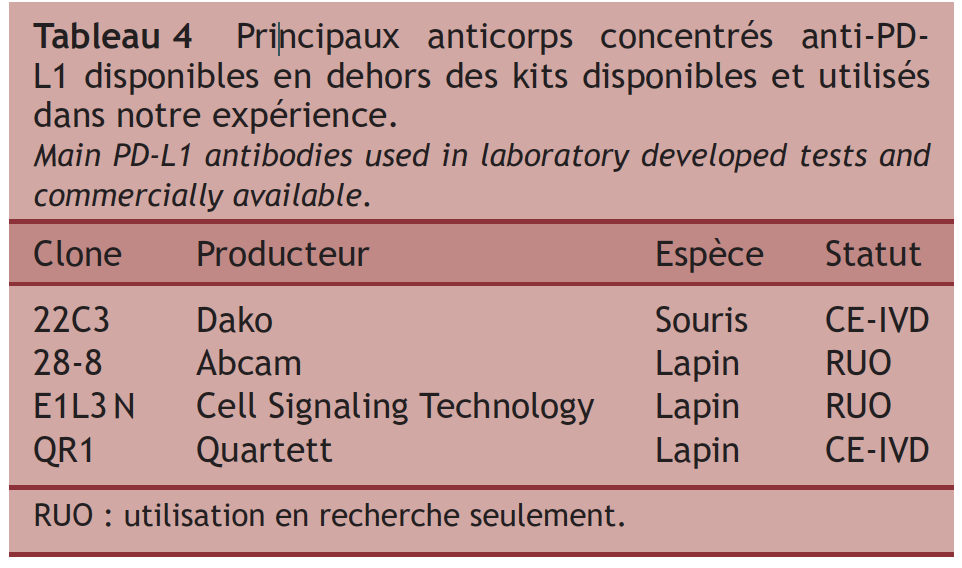 Tableau 4 Principaux anticorps concentrés anti-PD-
L1 disponibles en dehors des kits disponibles et utilisés
dans notre expérience.
Main PD-L1 antibodies used in laboratory developed tests and
commercially available.
Clone Producteur Espèce Statut
22C3 Dako Souris CE-IVD
28-8 Abcam Lapin RUO
E1L3 N Cell Signaling Technology Lapin RUO
QR1 Quartett Lapin CE-IVD
RUO : utilisation en recherche seulement.